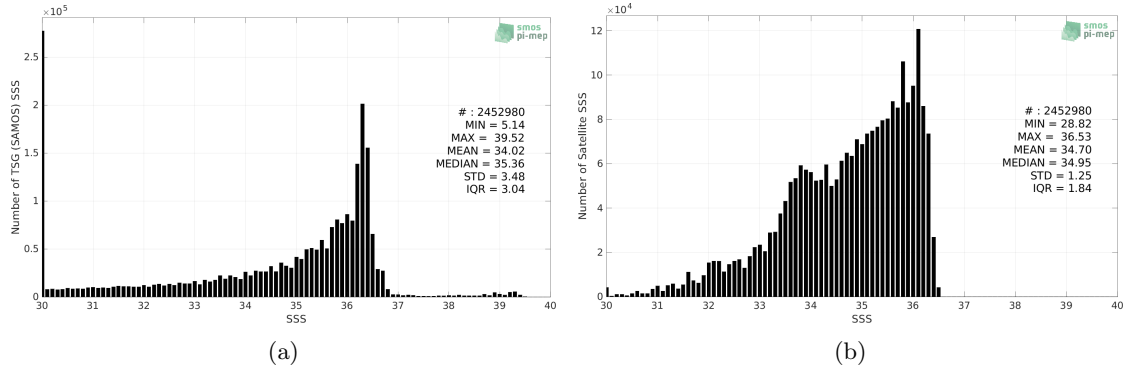 ×10⁵
smos
pi-mep
Number of TSG (SAMOS) SSS
2.5
2
1.5
1
0.5
0
# : 2452980
MIN = 5.14
MAX = 39.52
MEAN = 34.02
MEDIAN = 35.36
STD = 3.48
IQR = 3.04
30 31 32 33 34 35 36 37 38 39 40
SSS
(a)
×10⁴
smos
pi-mep
Number of Satellite SSS
12
10
8
6
4
2
0
# : 2452980
MIN = 28.82
MAX = 36.53
MEAN = 34.70
MEDIAN = 34.95
STD = 1.25
IQR = 1.84
30 31 32 33 34 35 36 37 38 39 40
SSS
(b)